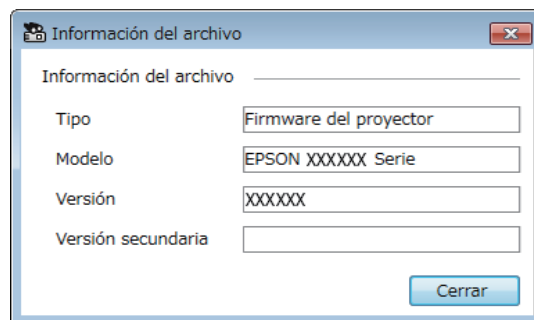 Información del archivo
Información del archivo
Tipo Firmware del proyector
Modelo EPSON XXXXXX Serie
Versión XXXXXX
Versión secundaria
Cerrar